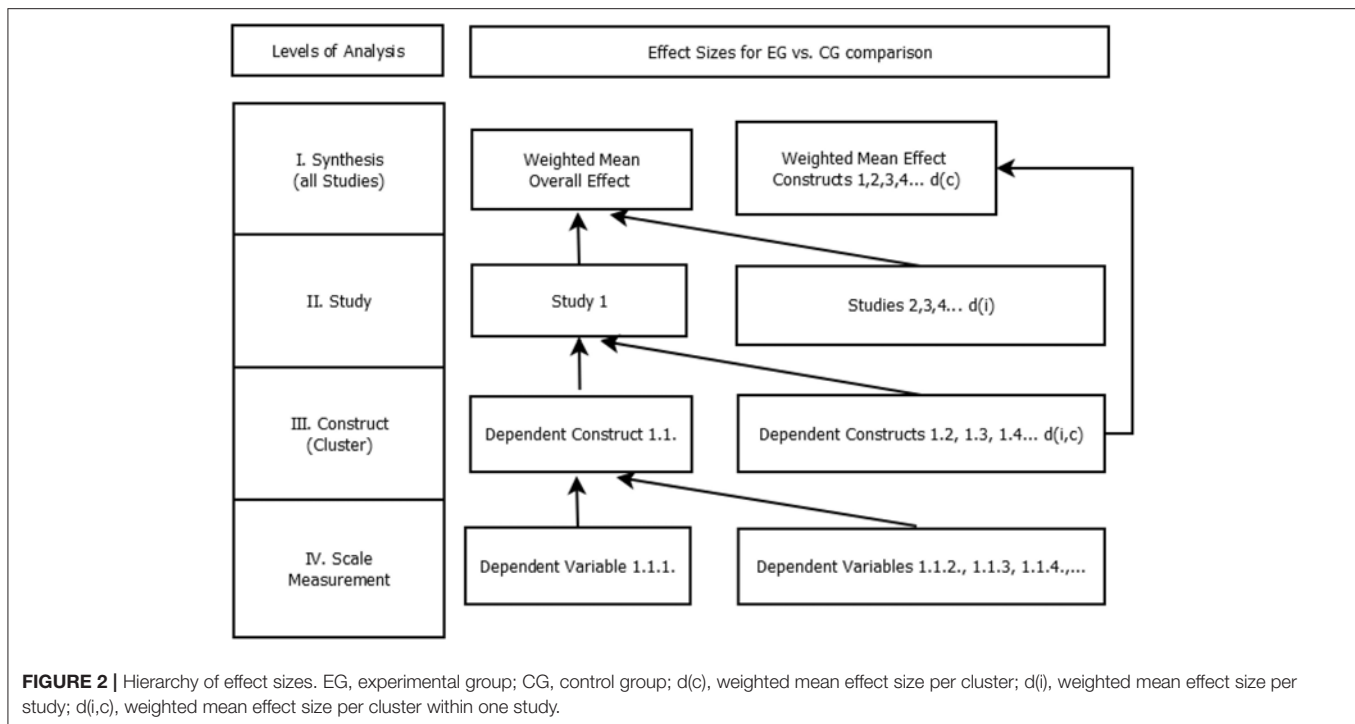 Levels of Analysis
Effect Sizes for EG vs. CG comparison
I. Synthesis
(all Studies)
Weighted Mean
Overall Effect
Weighted Mean Effect
Constructs 1,2,3,4... d(c)
II. Study
Study 1
Studies 2,3,4... d(i)
III. Construct
(Cluster)
Dependent Construct 1.1.
Dependent Constructs 1.2, 1.3, 1.4... d(i,c)
IV. Scale
Measurement
Dependent Variable 1.1.1.
Dependent Variables 1.1.2., 1.1.3, 1.1.4.,...
FIGURE 2 | Hierarchy of effect sizes. EG, experimental group; CG, control group; d(c), weighted mean effect size per cluster; d(i), weighted mean effect size per
study; d(i,c), weighted mean effect size per cluster within one study.